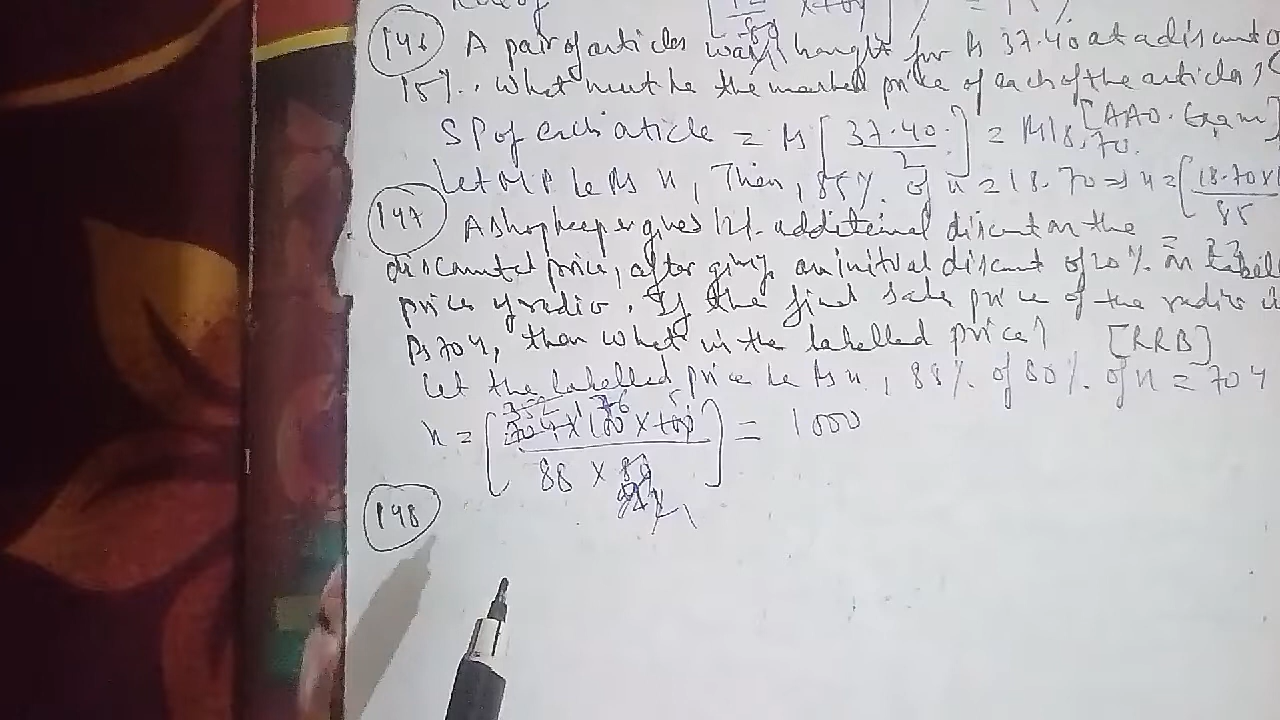 146 A pair of articles was bought for Rs 37.40 at a discount o
15%. What must be the marked price of each of the articles?
[AAO. Exam]
SP of each article = Rs [37.40/2] = Rs 18.70.
Let MP be Rs x, Then, 85% of x = 18.70 => x = [18.70 x 1 / 85
= 22
147 A shopkeeper gives 12% additional discount on the
discounted price, after giving an initial discount of 20% on labell
price of radio. If the final sale price of the radio is
Rs 704, then what is the labelled price? [RRB]
Let the labelled price be Rs x, 88% of 80% of x = 704
x = [704 x 100 x 100 / 88 x 80] = 1000
148